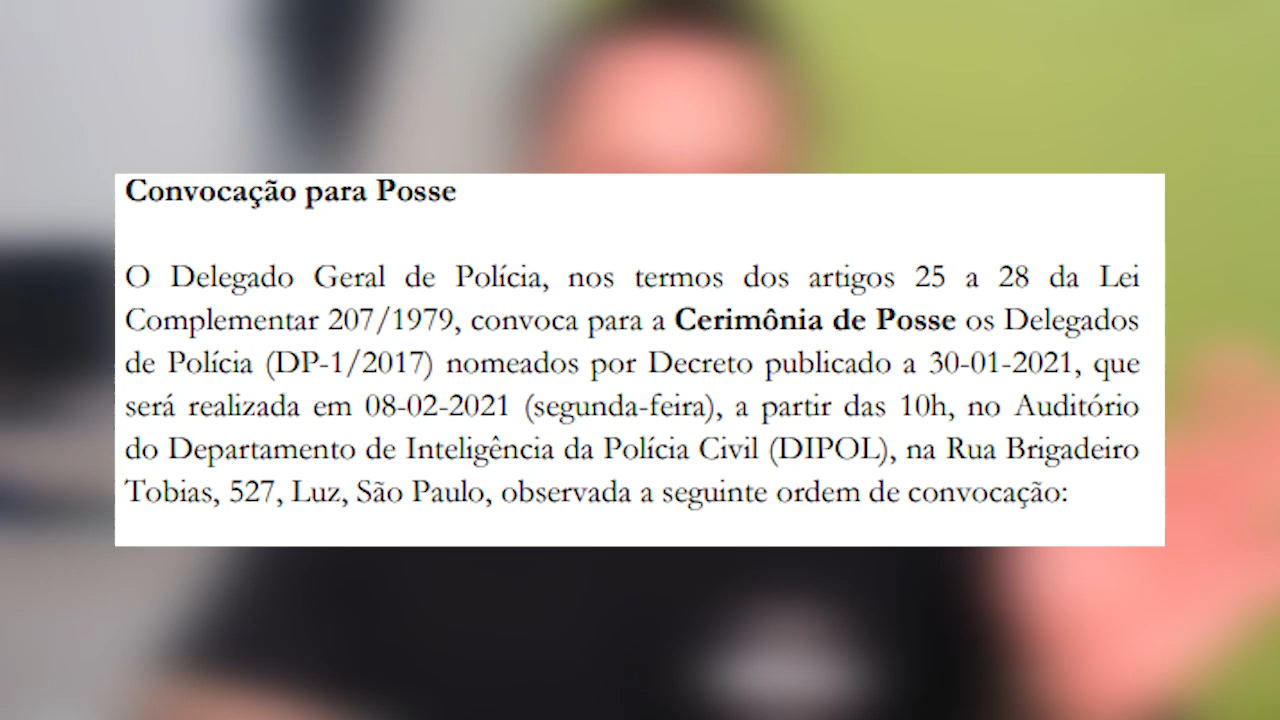 Convocação para Posse
O Delegado Geral de Polícia, nos termos dos artigos 25 a 28 da Lei
Complementar 207/1979, convoca para a Cerimônia de Posse os Delegados
de Polícia (DP-1/2017) nomeados por Decreto publicado a 30-01-2021, que
será realizada em 08-02-2021 (segunda-feira), a partir das 10h, no Auditório
do Departamento de Inteligência da Polícia Civil (DIPOL), na Rua Brigadeiro
Tobias, 527, Luz, São Paulo, observada a seguinte ordem de convocação: